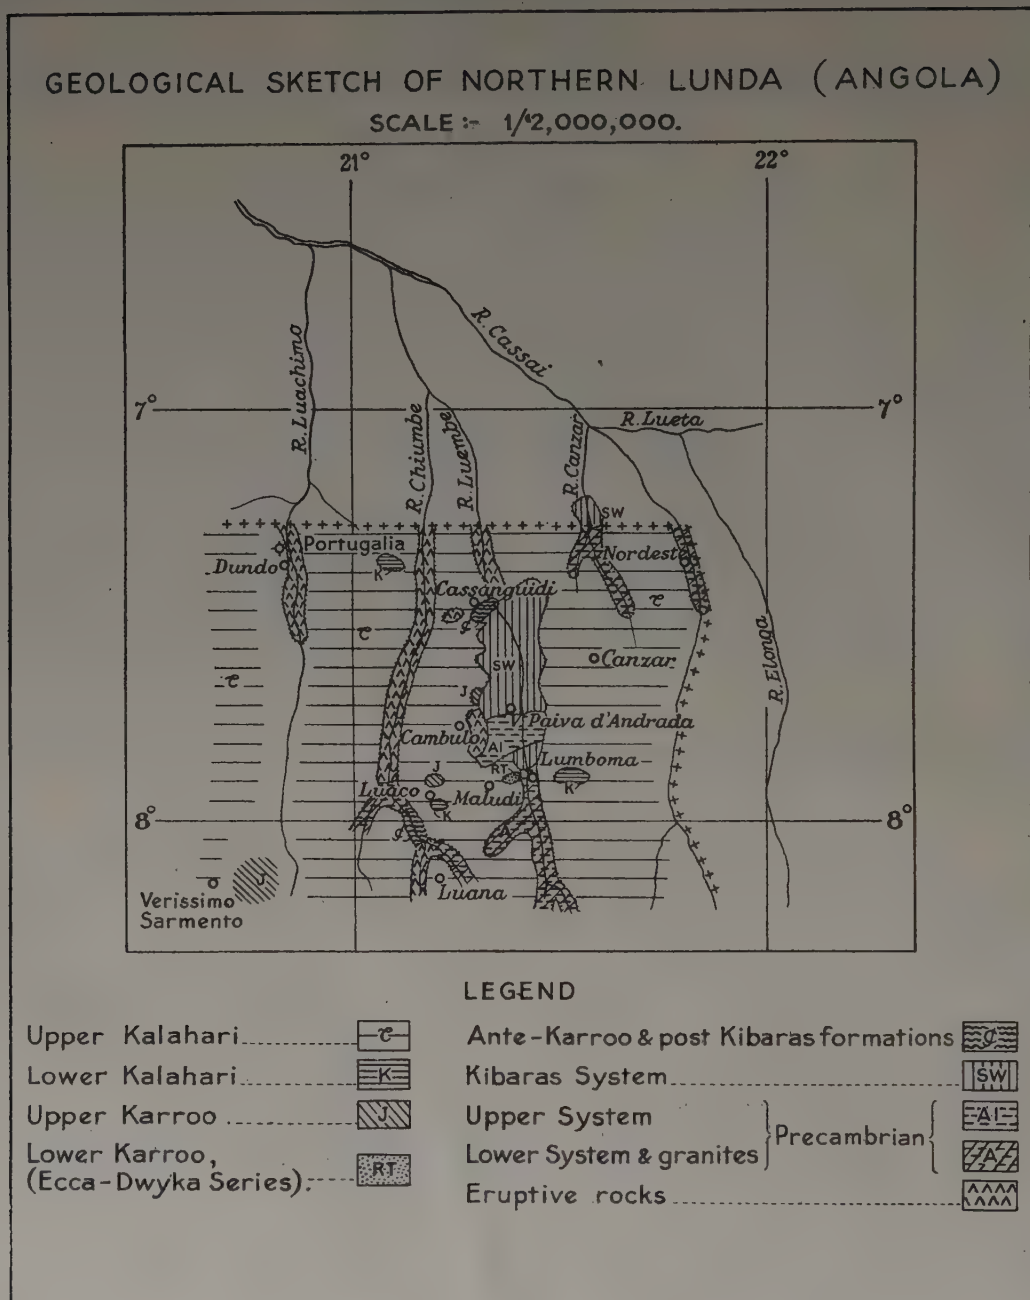 GEOLOGICAL SKETCH OF NORTHERN LUNDA (ANGOLA)
SCALE :- 1/2,000,000.
21°
22°
R. Cassai
R. Luachimo
7°
7°
R. Lueta
R. Chiumbe
R. Luembe
R. Canzar
SW
Portugalia
Nordeste
Dundo
K
Cassangüidi
₵
SW
Canzar
R. Elonga
J
Paiva d'Andrada
Cambulo
AI
RT
Lumboma
J
K
Luaco
Maludi
K
8°
8°
₵
A
J
Luana
Verissimo
Sarmento
LEGEND
Upper Kalahari
Lower Kalahari K
Upper Karroo J
Lower Karroo,
(Ecca-Dwyka Series). RT
Ante-Karroo & post Kibaras formations ₵
Kibaras System SW
Upper System AI
Precambrian
Lower System & granites A
Eruptive rocks